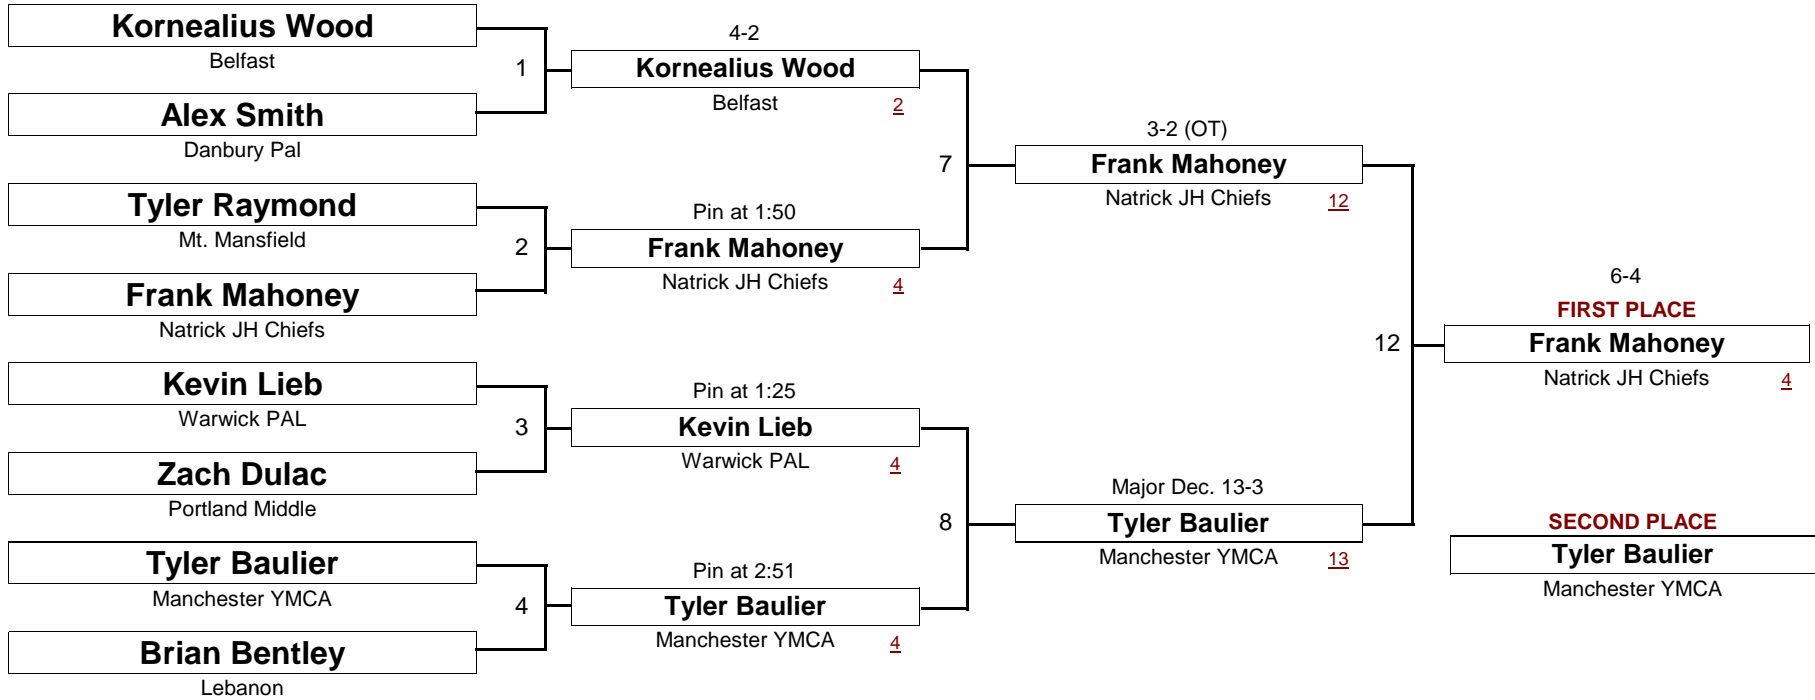 Kornealius Wood
Belfast
1
Alex Smith
Danbury Pal
Tyler Raymond
Mt. Mansfield
2
Frank Mahoney
Natrick JH Chiefs
Kevin Lieb
Warwick PAL
3
Zach Dulac
Portland Middle
Tyler Baulier
Manchester YMCA
4
Brian Bentley
Lebanon
4-2
Kornealius Wood
Belfast 2
7
Pin at 1:50
Frank Mahoney
Natrick JH Chiefs 4
Pin at 1:25
Kevin Lieb
Warwick PAL 4
8
Pin at 2:51
Tyler Baulier
Manchester YMCA 4
3-2 (OT)
Frank Mahoney
Natrick JH Chiefs 12
12
Major Dec. 13-3
Tyler Baulier
Manchester YMCA 13
6-4
FIRST PLACE
Frank Mahoney
Natrick JH Chiefs 4
SECOND PLACE
Tyler Baulier
Manchester YMCA